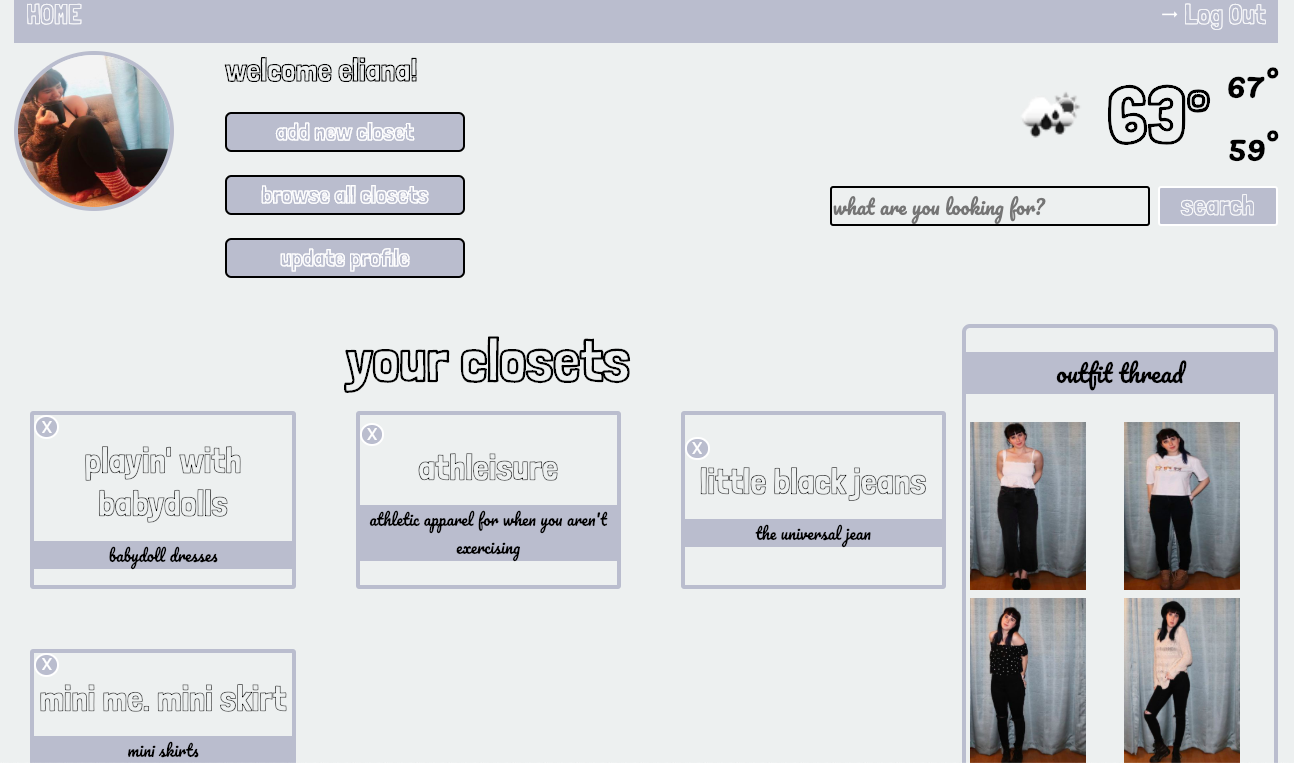 HOME
→ Log Out
welcome eliana!
add new closet
browse all closets
update profile
63°
67°
59°
what are you looking for?
search
your closets
outfit thread
X
playin' with
babydolls
babydoll dresses
X
athleisure
athletic apparel for when you aren't
exercising
X
little black jeans
the universal jean
X
mini me. mini skirt
mini skirts